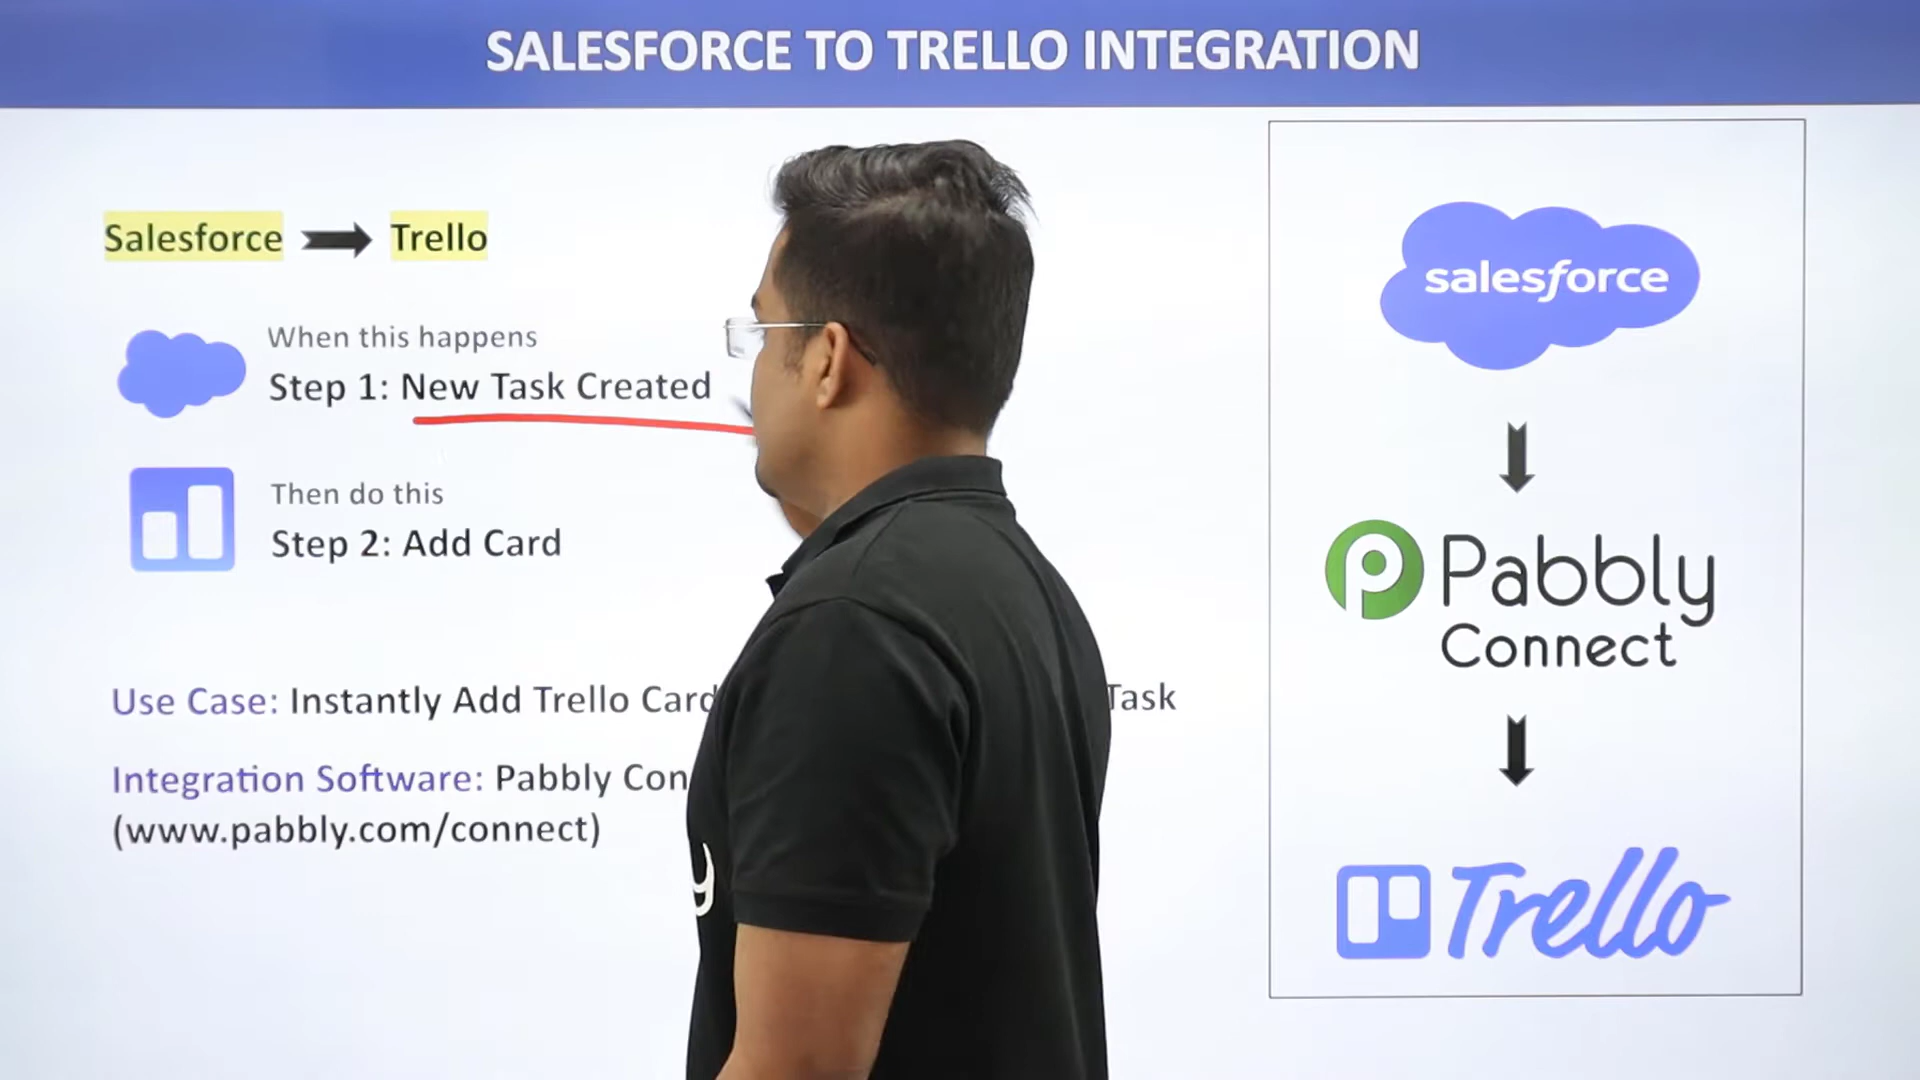 SALESFORCE TO TRELLO INTEGRATION
Salesforce Trello
When this happens
Step 1: New Task Created
Then do this
Step 2: Add Card
Use Case: Instantly Add Trello Card Task
Integration Software: Pabbly Con
(www.pabbly.com/connect)
y
salesforce
Pabbly
Connect
Trello